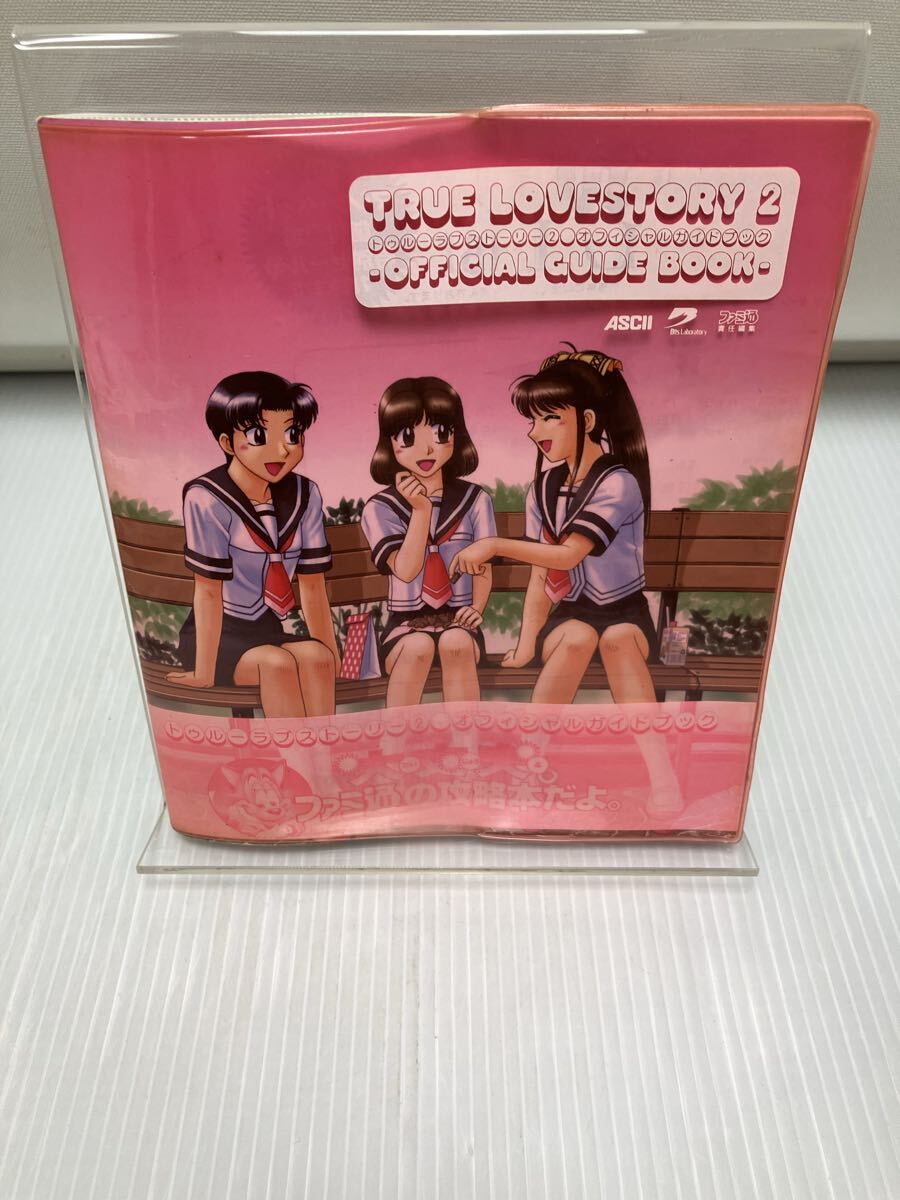 TRUE LOVESTORY 2
トゥルーラブストーリー2●オフィシャルガイドブック
-OFFICIAL GUIDE BOOK-
ASCII
Bits Laboratory
ファミ通
責任編集
トゥルーラブストーリー2●オフィシャルガイドブック
ファミ通の攻略本だよ。